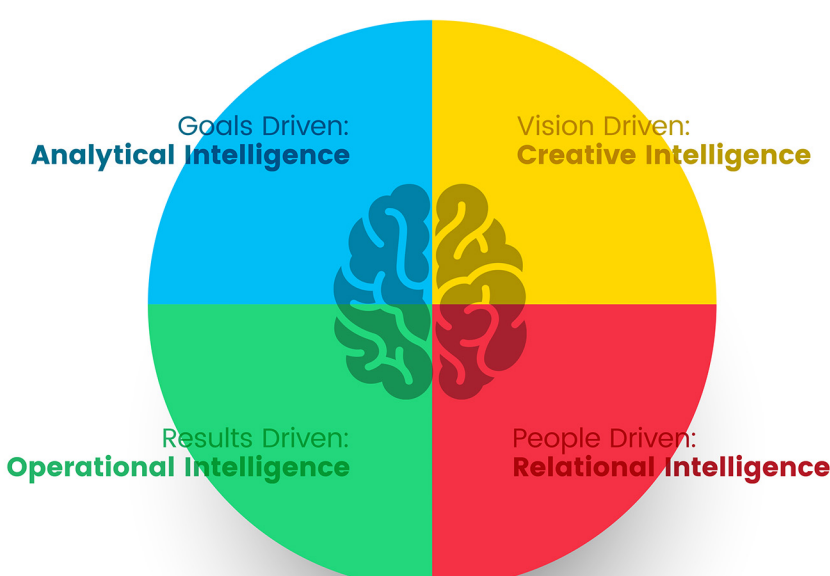 Goals Driven:
Analytical Intelligence
Vision Driven:
Creative Intelligence
Results Driven:
Operational Intelligence
People Driven:
Relational Intelligence